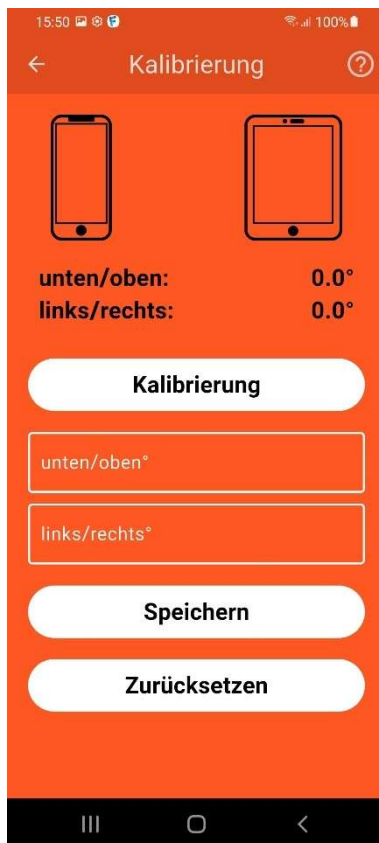 15:50 100%
Kalibrierung ?
unten/oben: 0.0°
links/rechts: 0.0°
Kalibrierung
unten/oben°
links/rechts°
Speichern
Zurücksetzen